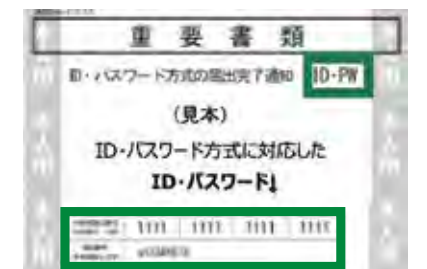 重要書類
ID・パスワード方式の届出完了通知 ID-PW
(見本)
ID・パスワード方式に対応した
ID・パスワード↓
1111 1111 1111 1111